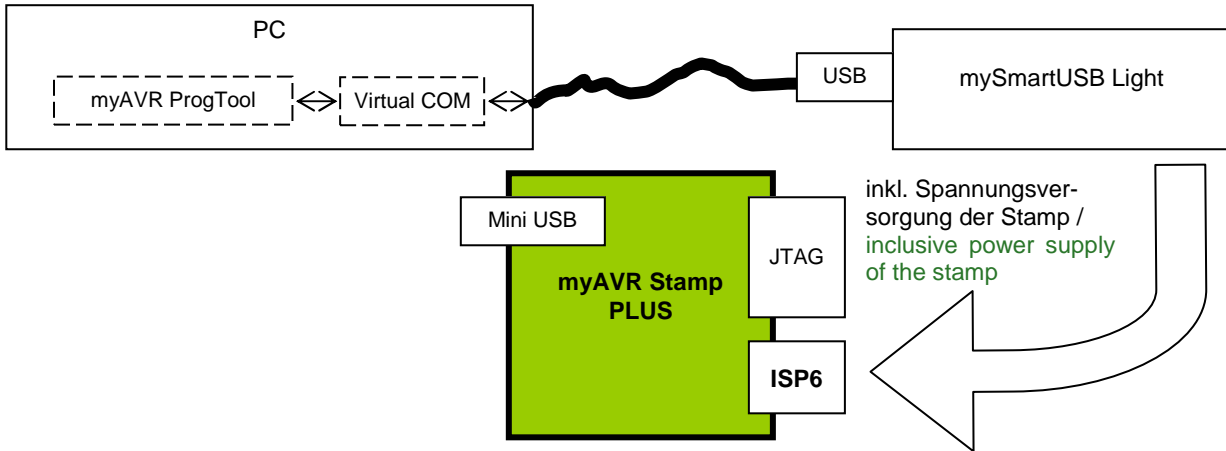 PC
myAVR ProgTool
Virtual COM
USB
mySmartUSB Light
Mini USB
myAVR Stamp
PLUS
JTAG
ISP6
inkl. Spannungsver-
sorgung der Stamp /
inclusive power supply
of the stamp